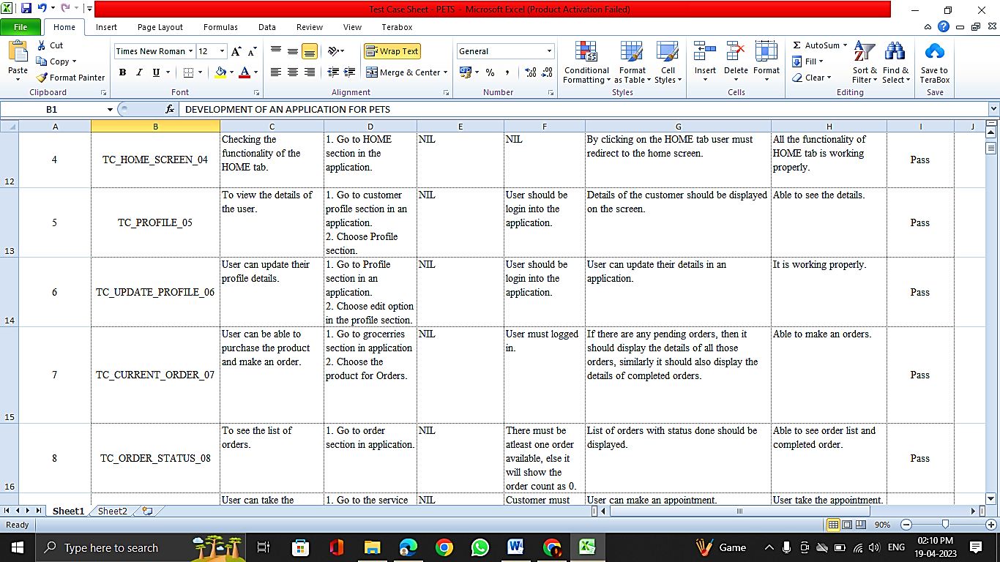 Test Case Sheet - PETS - Microsoft Excel (Product Activation Failed)
File Home Insert Page Layout Formulas Data Review View Terabox
Paste
Cut
Copy
Format Painter
Clipboard
Times New Roman 12
B I U
Font
Wrap Text
Merge & Center
Alignment
General
% ,
Number
Conditional Formatting
Format as Table
Cell Styles
Styles
Insert Delete Format
Cells
AutoSum
Fill
Clear
Sort & Filter
Find & Select
Editing
Save to TeraBox
Save
B1 fx DEVELOPMENT OF AN APPLICATION FOR PETS
A B C D E F G H I J
12
4
TC_HOME_SCREEN_04
Checking the
functionality of the
HOME tab.
1. Go to HOME
section in the
application.
NIL
NIL
By clicking on the HOME tab user must
redirect to the home screen.
All the functionality of
HOME tab is working
properly.
Pass
13
5
TC_PROFILE_05
To view the details of
the user.
1. Go to customer
profile section in an
application.
2. Choose Profile
section.
NIL
User should be
login into the
application.
Details of the customer should be displayed
on the screen.
Able to see the details.
Pass
14
6
TC_UPDATE_PROFILE_06
User can update their
profile details.
1. Go to Profile
section in an
application.
2. Choose edit option
in the profile section.
NIL
User should be
login into the
application.
User can update their details in an
application.
It is working properly.
Pass
15
7
TC_CURRENT_ORDER_07
User can be able to
purchase the product
and make an order.
1. Go to grocerries
section in application
2. Choose the
product for Orders.
NIL
User must logged
in.
If there are any pending orders, then it
should display the details of all those
orders, similarly it should also display the
details of completed orders.
Able to make an orders.
Pass
16
8
TC_ORDER_STATUS_08
To see the list of
orders.
1. Go to order
section in application.
NIL
There must be
atleast one order
available, else it
will show the
order count as 0.
List of orders with status done should be
displayed.
Able to see order list and
completed order.
Pass
User can take the
1. Go to the service
NIL
Customer must
User can make an appointment.
User take the appointment.
Sheet1 Sheet2
Ready
90%
Type here to search
Game
ENG
02:10 PM
19-04-2023